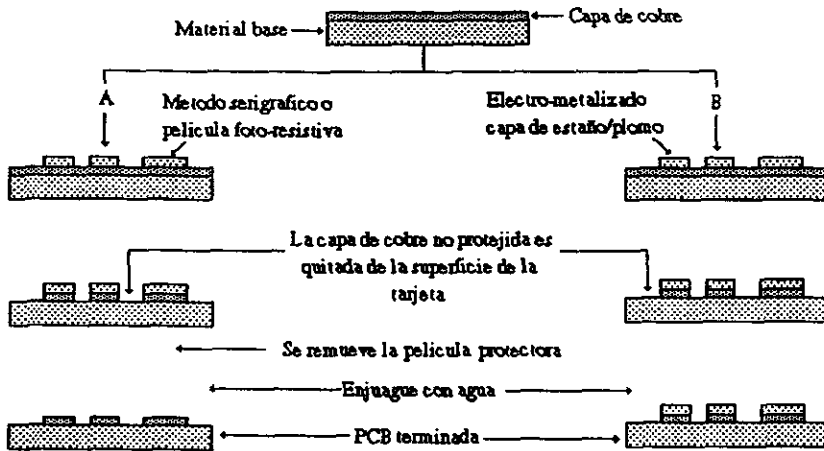 Material base
Capa de cobre
A
Metodo serigrafico o
pelicula foto-resistiva
Electro-metalizado
capa de estaño/plomo
B
La capa de cobre no protejida es
quitada de la superficie de la
tarjeta
Se remueve la pelicula protectora
Enjuague con agua
PCB terminada